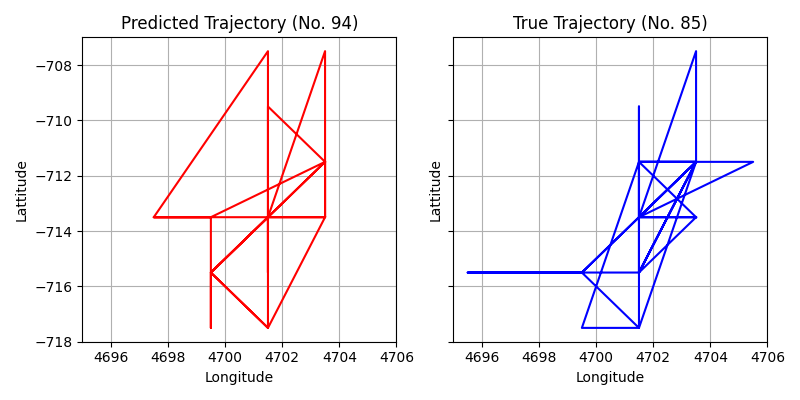 Predicted Trajectory (No. 94)
True Trajectory (No. 85)
−708
−710
−712
−714
−716
−718
Lattitude
Lattitude
4696 4698 4700 4702 4704 4706
4696 4698 4700 4702 4704 4706
Longitude
Longitude